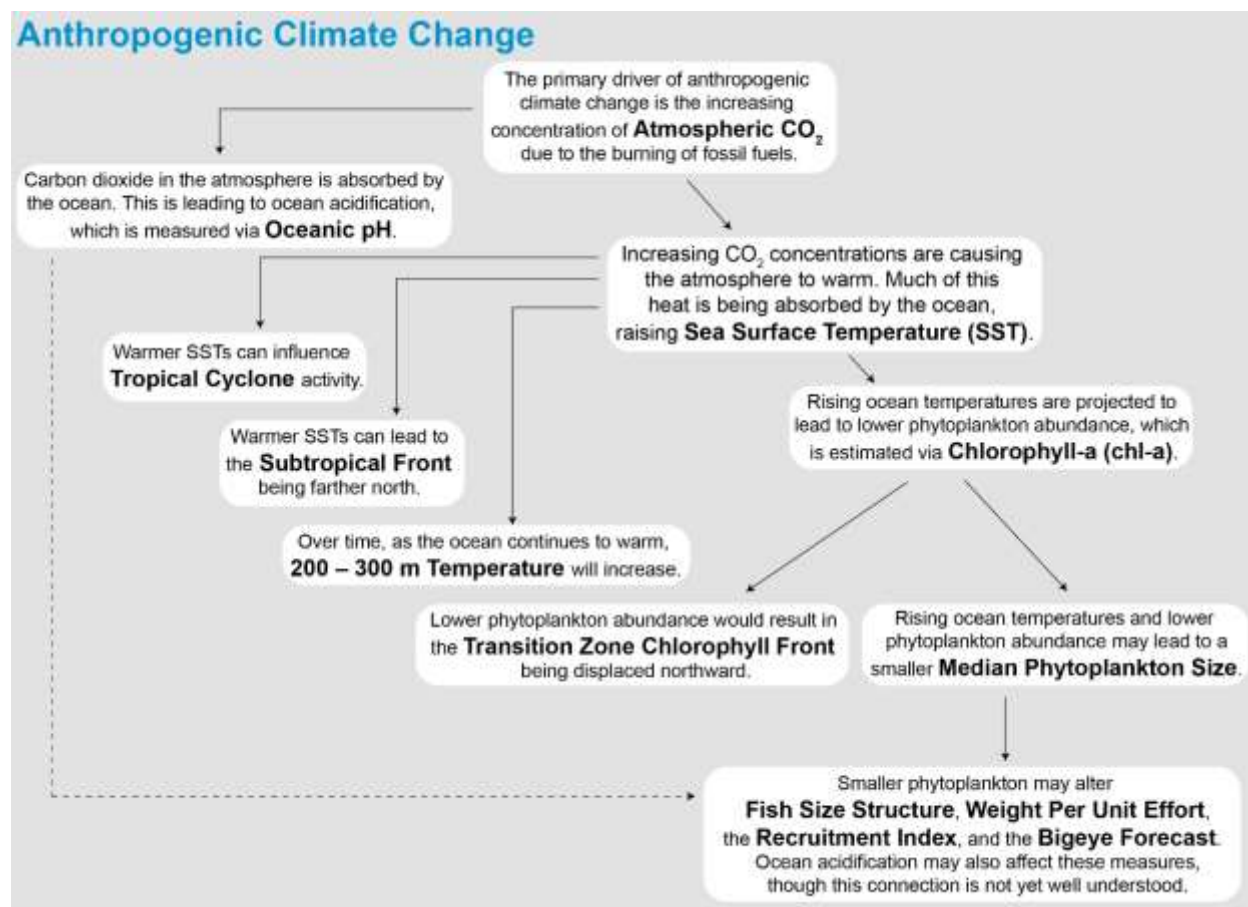 Anthropogenic Climate Change
The primary driver of anthropogenic
climate change is the increasing
concentration of Atmospheric CO₂
due to the burning of fossil fuels.
Carbon dioxide in the atmosphere is absorbed by
the ocean. This is leading to ocean acidification,
which is measured via Oceanic pH.
Increasing CO₂ concentrations are causing
the atmosphere to warm. Much of this
heat is being absorbed by the ocean,
raising Sea Surface Temperature (SST).
Warmer SSTs can influence
Tropical Cyclone activity.
Rising ocean temperatures are projected to
lead to lower phytoplankton abundance, which
is estimated via Chlorophyll-a (chl-a).
Warmer SSTs can lead to
the Subtropical Front
being farther north.
Over time, as the ocean continues to warm,
200 – 300 m Temperature will increase.
Lower phytoplankton abundance would result in
the Transition Zone Chlorophyll Front
being displaced northward.
Rising ocean temperatures and lower
phytoplankton abundance may lead to a
smaller Median Phytoplankton Size.
Smaller phytoplankton may alter
Fish Size Structure, Weight Per Unit Effort,
the Recruitment Index, and the Bigeye Forecast.
Ocean acidification may also affect these measures,
though this connection is not yet well understood.